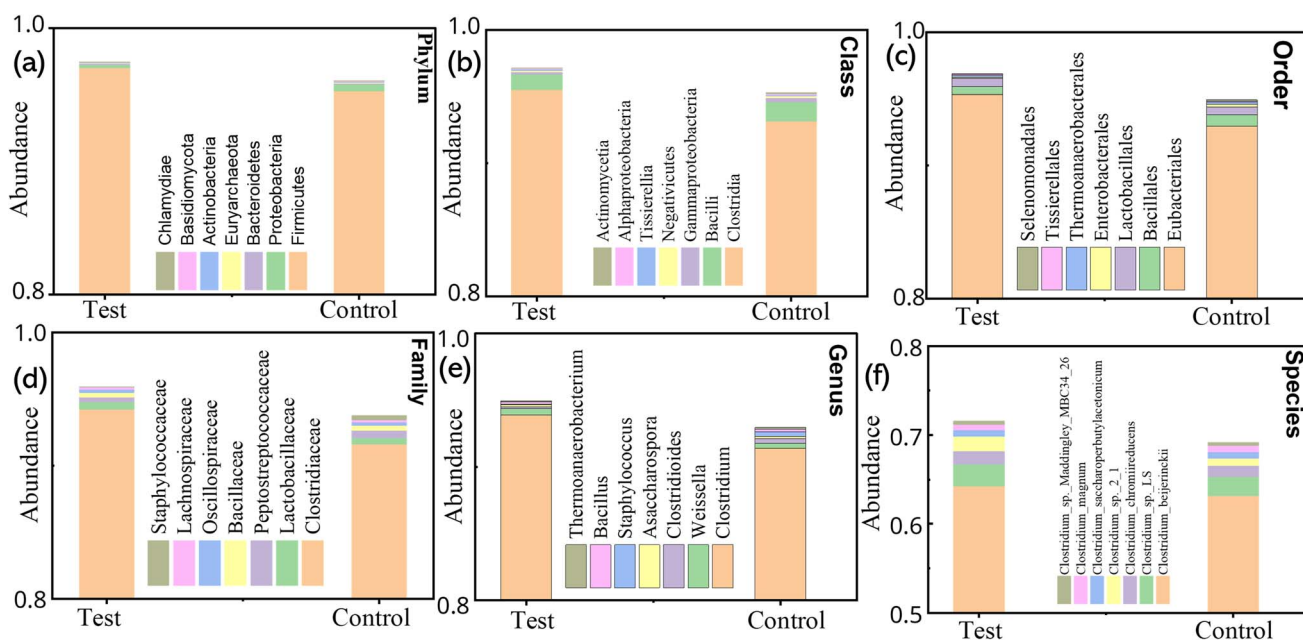 (a)
1.0
0.8
Abundance
Phylum
Chlamydiae
Basidiomycota
Actinobacteria
Euryarchaeota
Bacteroidetes
Proteobacteria
Firmicutes
Test
Control
(b)
1.0
0.8
Abundance
Class
Actinomycetia
Alphaproteobacteria
Tissierellia
Negativicutes
Gammaproteobacteria
Bacilli
Clostridia
Test
Control
(c)
1.0
0.8
Abundance
Order
Selenomonadales
Tissierellales
Thermoanaerobacterales
Enterobacterales
Lactobacillales
Bacillales
Eubacteriales
Test
Control
(d)
1.0
0.8
Abundance
Family
Staphylococcaceae
Lachnospiraceae
Oscillospiraceae
Bacillaceae
Peptostreptococcaceae
Lactobacillaceae
Clostridiaceae
Test
Control
(e)
1.0
0.8
Abundance
Genus
Thermoanaerobacterium
Bacillus
Staphylococcus
Asaccharospora
Clostridioides
Weissella
Clostridium
Test
Control
(f)
0.8
0.7
0.6
0.5
Abundance
Species
Clostridium_sp._Maddingley_MBC34_26
Clostridium_magnum
Clostridium_saccharoperbutylacetonicum
Clostridium_sp_2_1
Clostridium_chromiireducens
Clostridium_sp_LS
Clostridium_beijerinckii
Test
Control